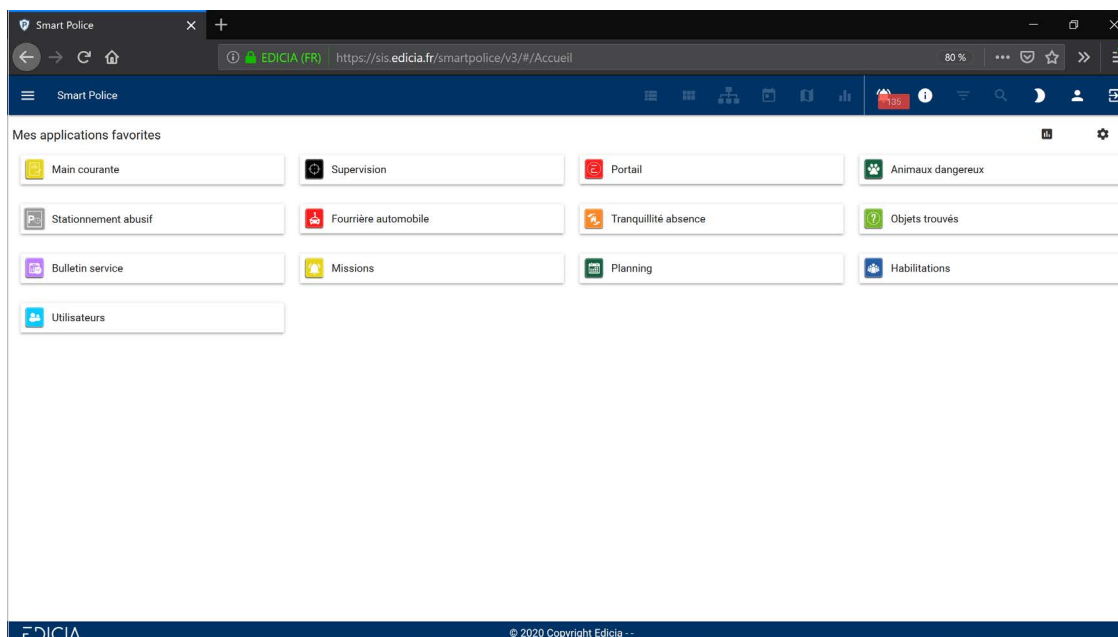 Smart Police
EDICIA (FR) https://sis.edicia.fr/smartpolice/v3/#/Accueil 80 %
Smart Police 135
Mes applications favorites
Main courante Supervision Portail Animaux dangereux
Stationnement abusif Fourrière automobile Tranquillité absence Objets trouvés
Bulletin service Missions Planning Habilitations
Utilisateurs
EDICIA © 2020 Copyright Edicia - -